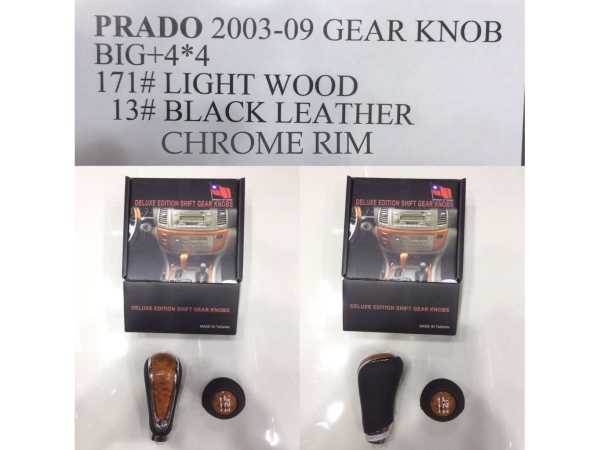 PRADO 2003-09 GEAR KNOB
BIG+4*4
171# LIGHT WOOD
13# BLACK LEATHER
CHROME RIM
DELUXE EDITION SHIFT GEAR KNOBS
DELUXE EDITION SHIFT GEAR KNOBS
MADE IN TAIWAN
DELUXE EDITION SHIFT GEAR KNOBS
DELUXE EDITION SHIFT GEAR KNOBS
MADE IN TAIWAN